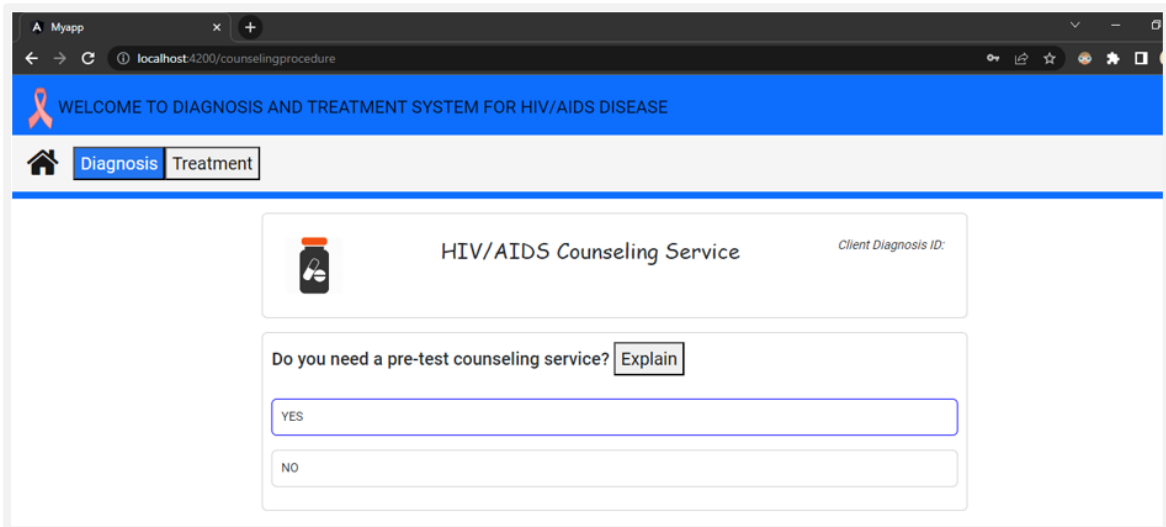 Myapp
localhost:4200/counselingprocedure
WELCOME TO DIAGNOSIS AND TREATMENT SYSTEM FOR HIV/AIDS DISEASE
Diagnosis Treatment
HIV/AIDS Counseling Service
Client Diagnosis ID:
Do you need a pre-test counseling service? Explain
YES
NO